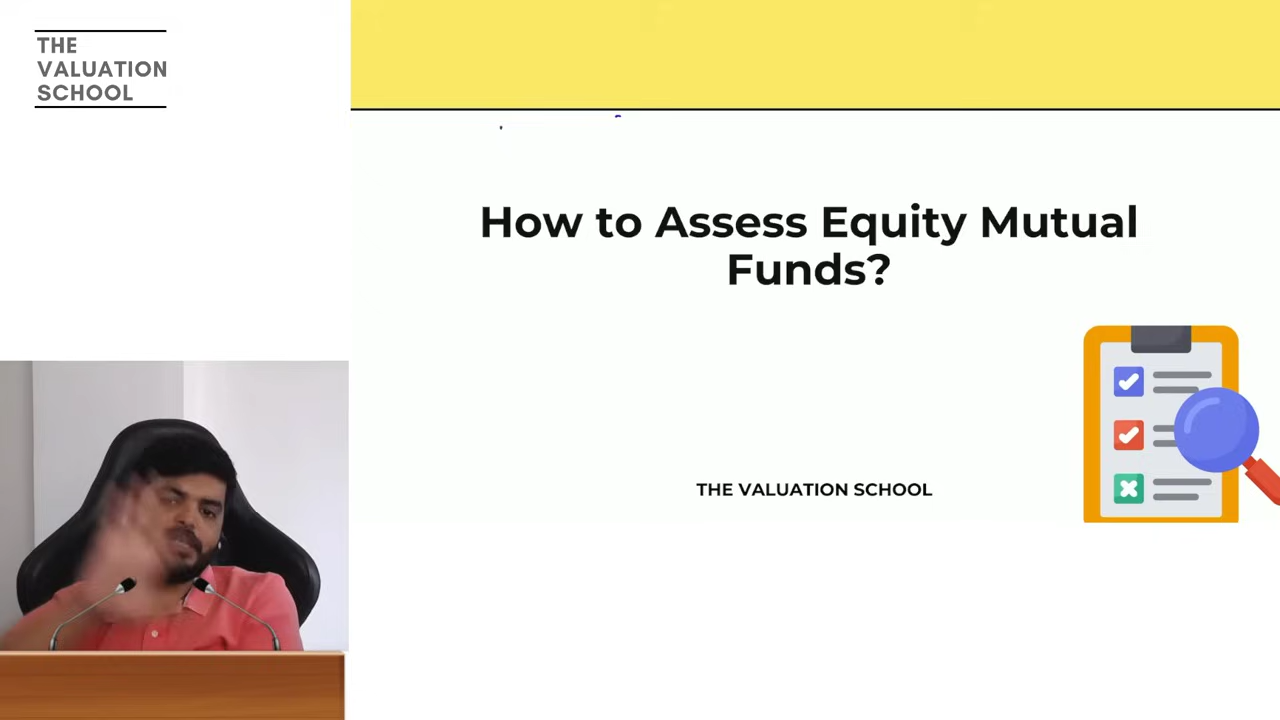 THE
VALUATION
SCHOOL
How to Assess Equity Mutual
Funds?
THE VALUATION SCHOOL